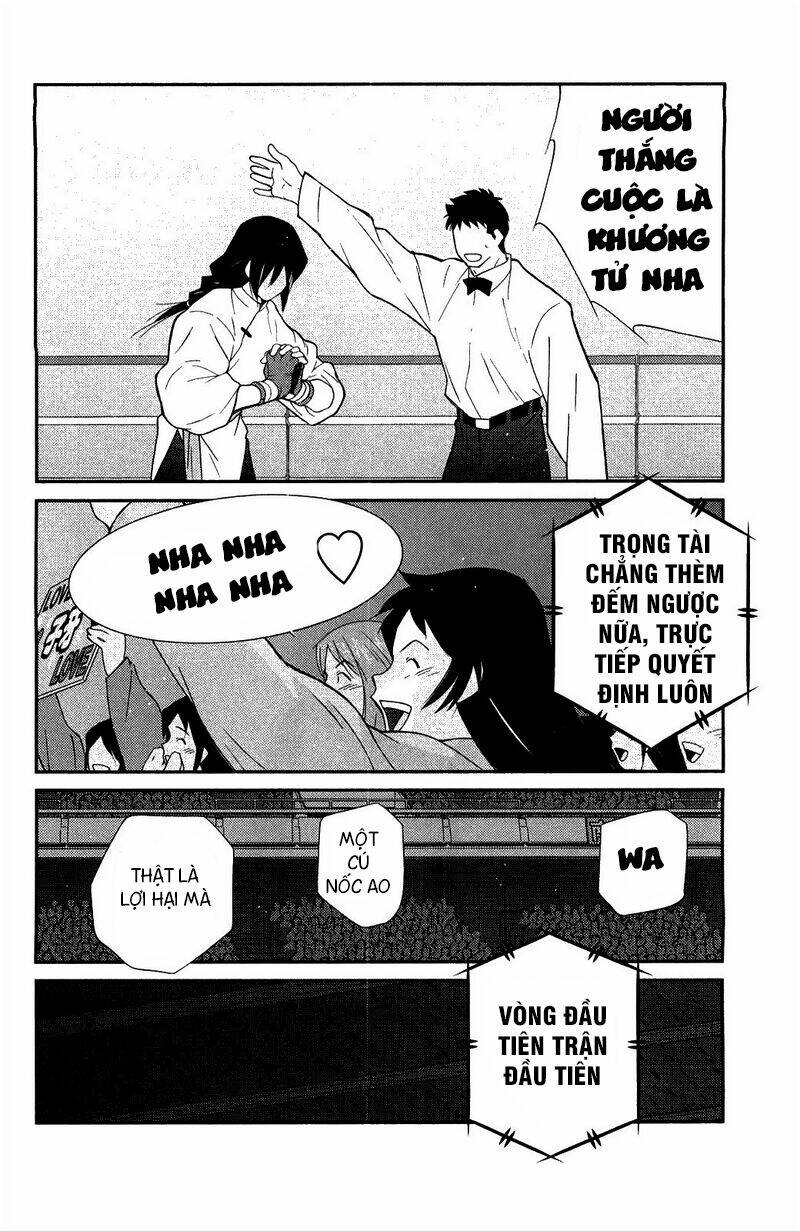 NGƯỜI
THẮNG
CUỘC LÀ
KHƯƠNG
TỬ NHA
TRỌNG TÀI
CHẲNG THÈM
ĐẾM NGƯỢC
NỮA, TRỰC
TIẾP QUYẾT
ĐỊNH LUÔN
NHA NHA
NHA NHA
LOVE
LOVE
WA
MỘT
CÚ
NỐC AO
THẬT LÀ
LỢI HẠI MÀ
VÒNG ĐẦU
TIÊN TRẬN
ĐẦU TIÊN